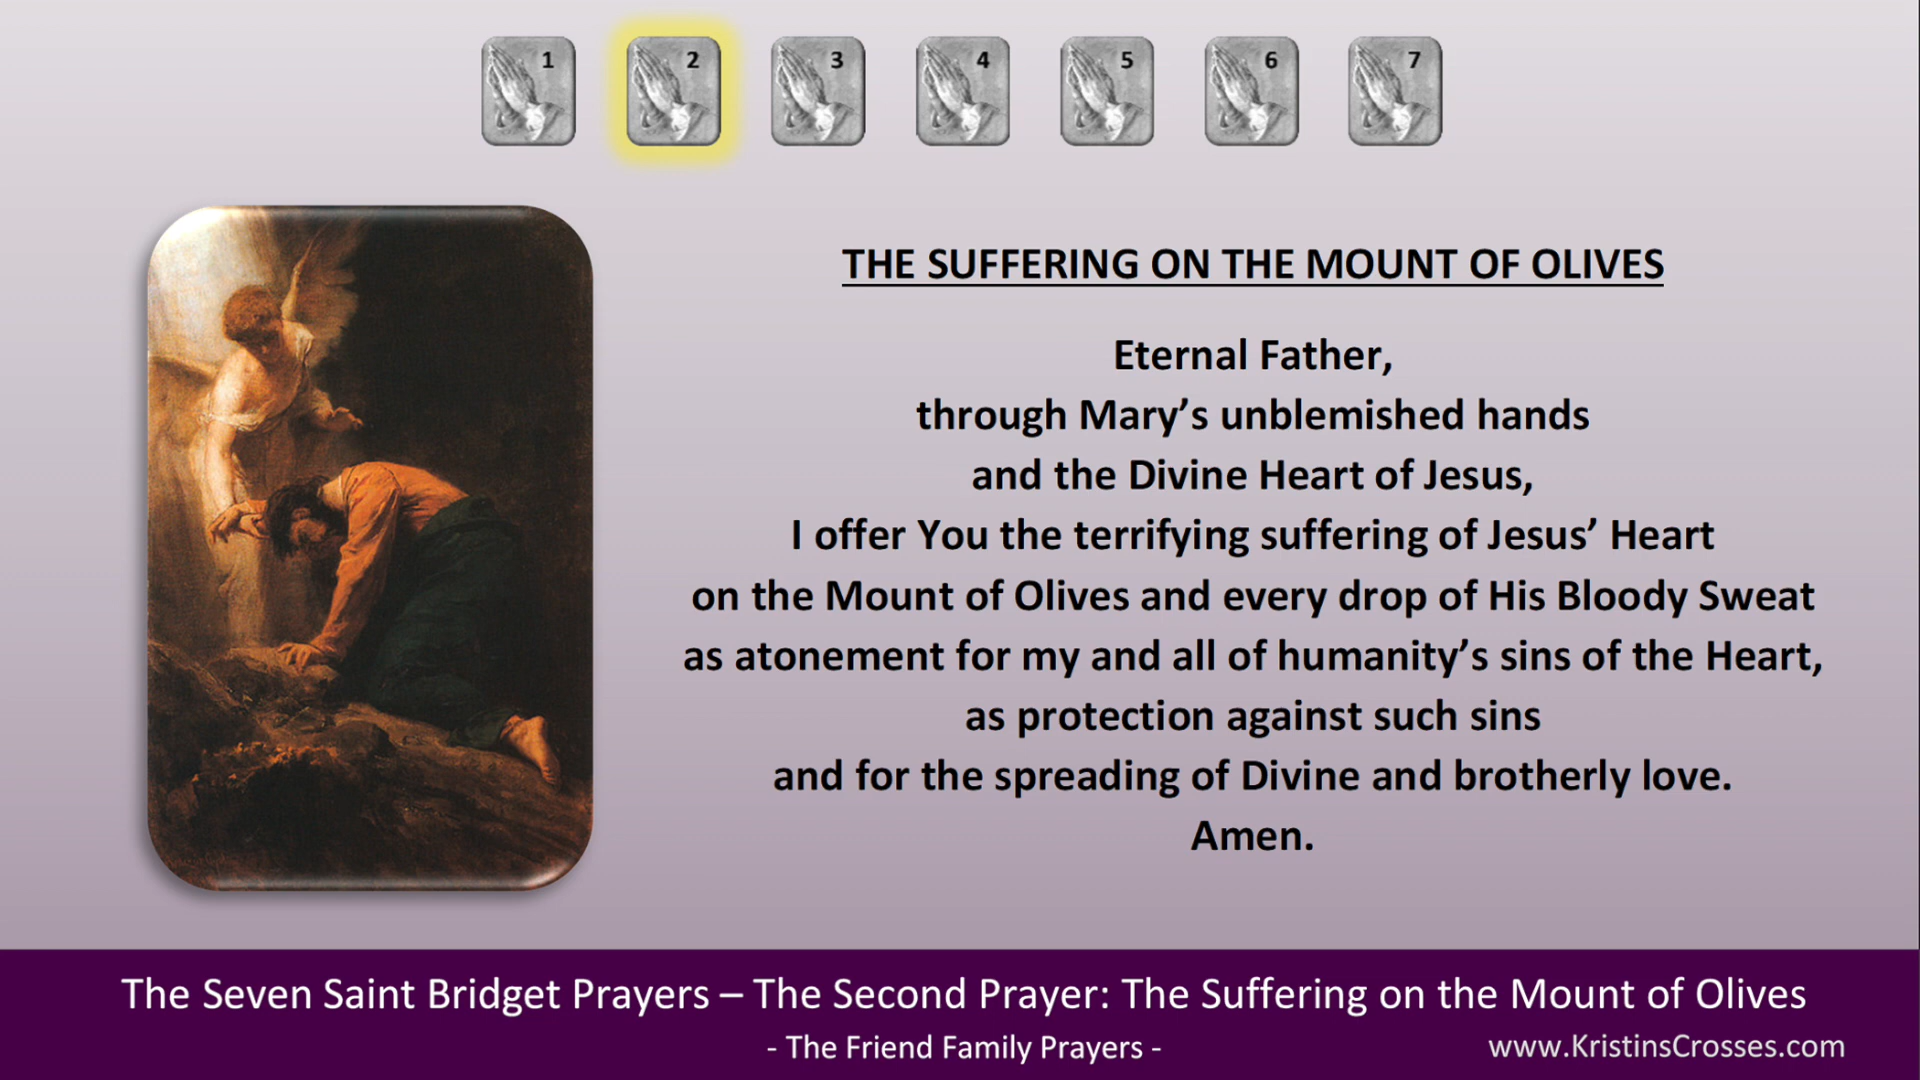 1 2 3 4 5 6 7
THE SUFFERING ON THE MOUNT OF OLIVES
Eternal Father,
through Mary’s unblemished hands
and the Divine Heart of Jesus,
I offer You the terrifying suffering of Jesus’ Heart
on the Mount of Olives and every drop of His Bloody Sweat
as atonement for my and all of humanity’s sins of the Heart,
as protection against such sins
and for the spreading of Divine and brotherly love.
Amen.
The Seven Saint Bridget Prayers – The Second Prayer: The Suffering on the Mount of Olives
- The Friend Family Prayers -
www.KristinsCrosses.com